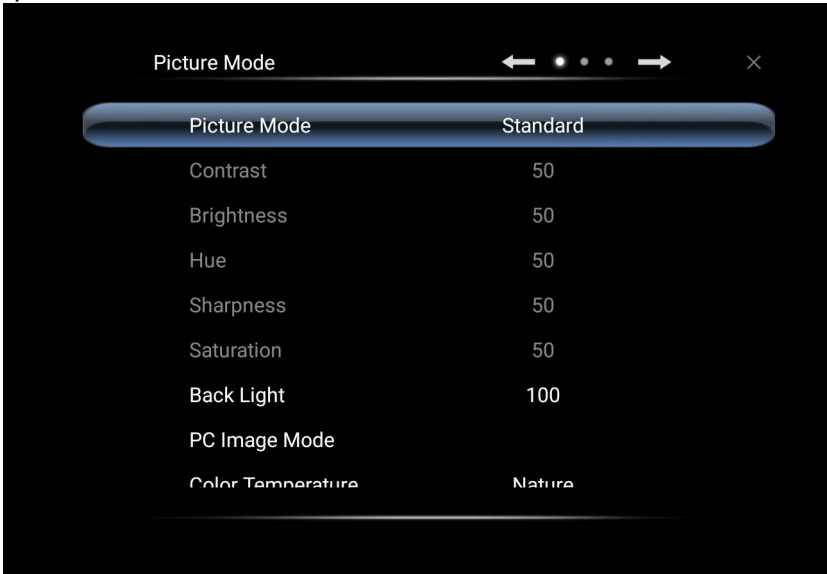 Picture Mode
Picture Mode Standard
Contrast 50
Brightness 50
Hue 50
Sharpness 50
Saturation 50
Back Light 100
PC Image Mode
Color Temperature Nature